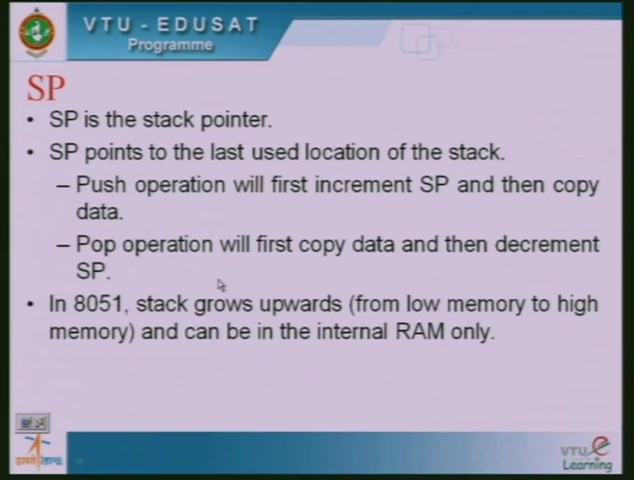 VTU - EDUSAT
Programme
SP
• SP is the stack pointer.
• SP points to the last used location of the stack.
– Push operation will first increment SP and then copy
data.
– Pop operation will first copy data and then decrement
SP.
• In 8051, stack grows upwards (from low memory to high
memory) and can be in the internal RAM only.
VTU e
Learning